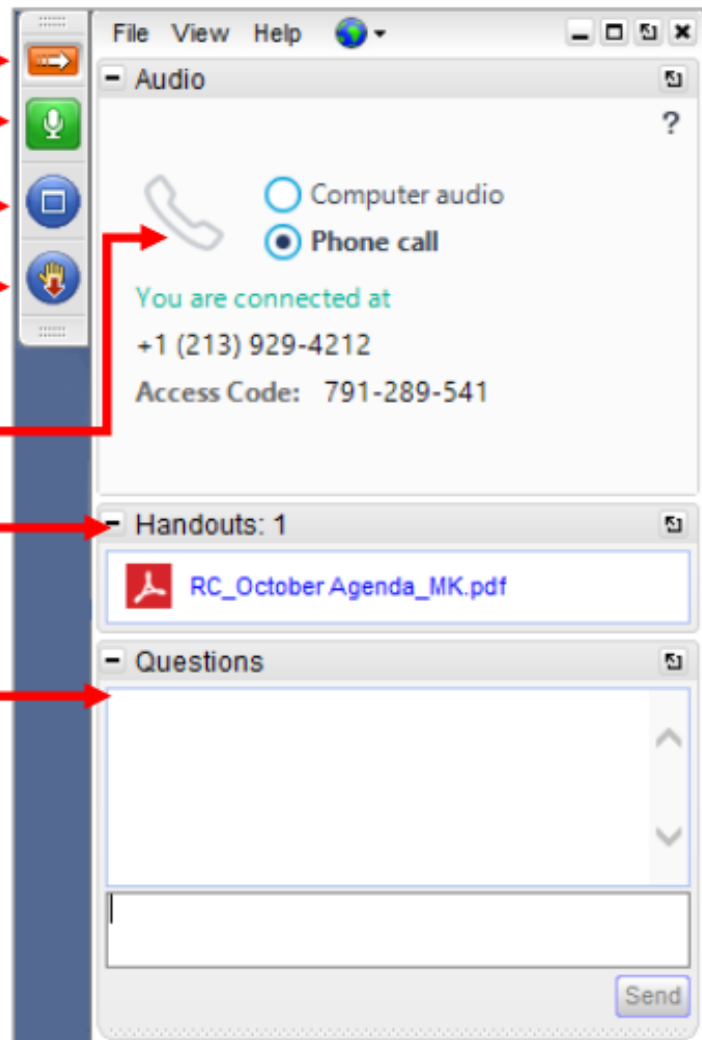 File View Help
Audio
?
Computer audio
Phone call
You are connected at
+1 (213) 929-4212
Access Code: 791-289-541
Handouts: 1
RC_October Agenda_MK.pdf
Questions
Send